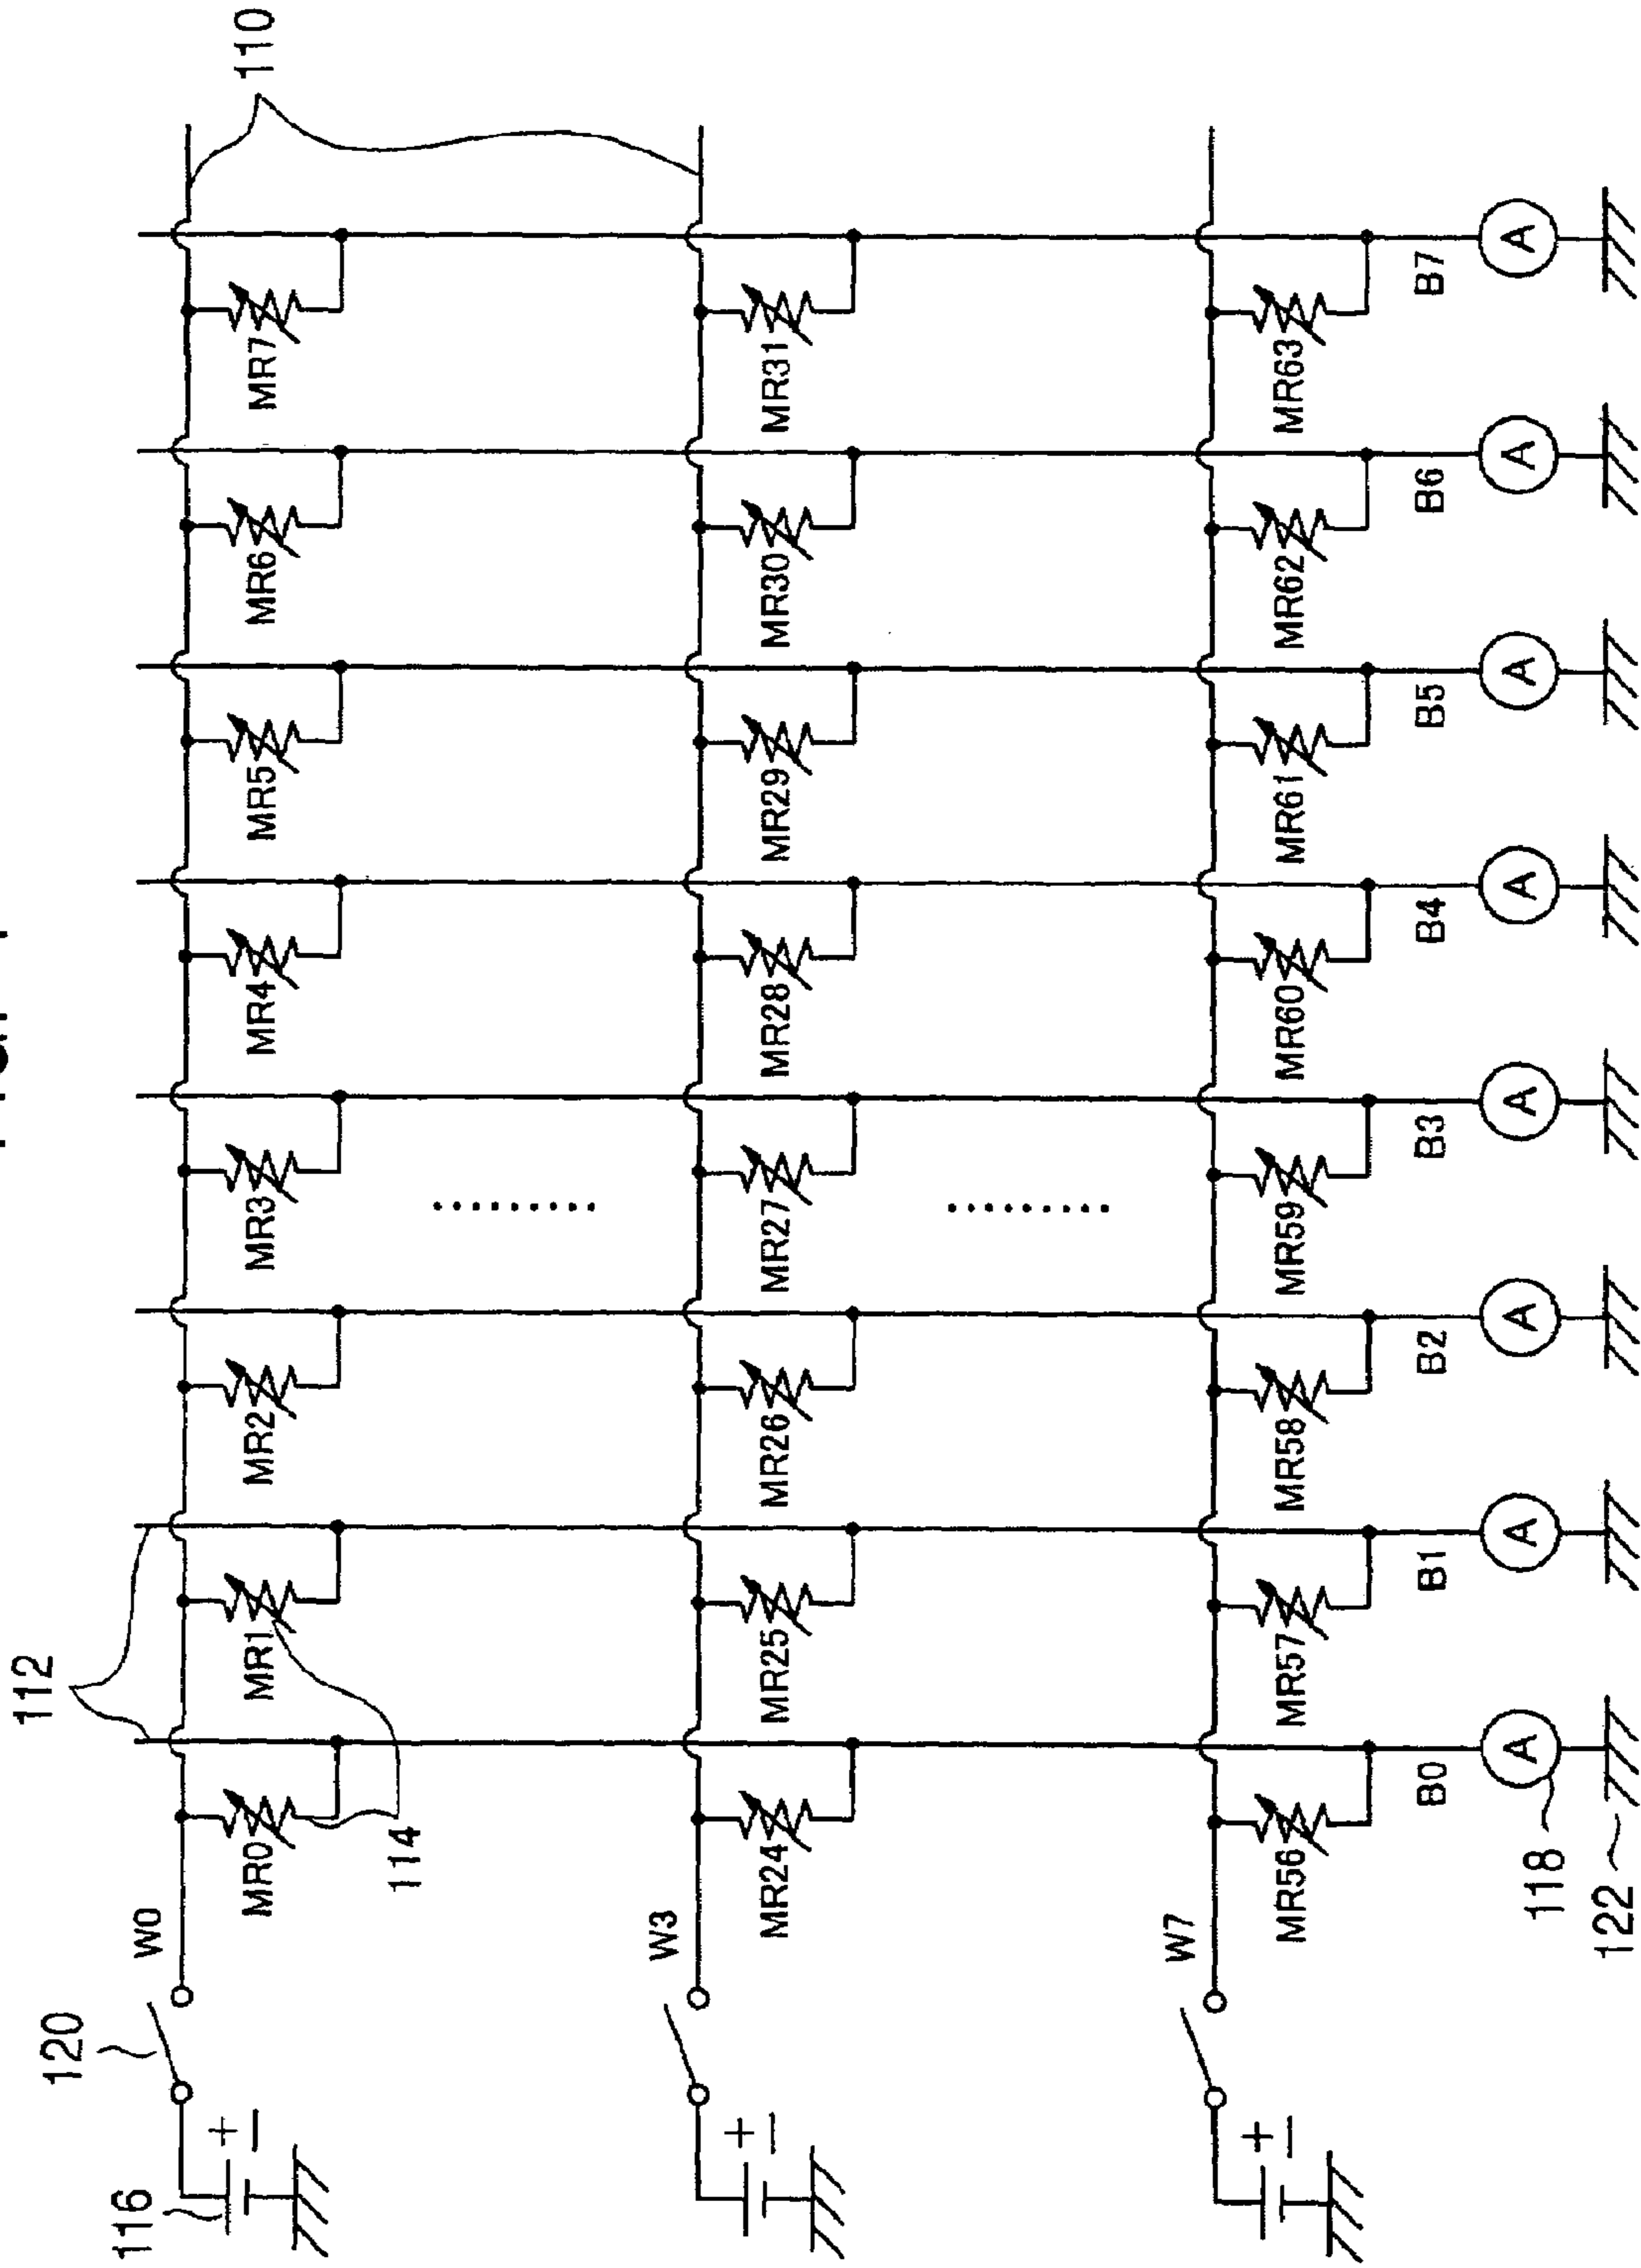 112
120
116
+
−
W0
110
MR0 MR1 MR2 MR3 MR4 MR5 MR6 MR7
114
W3
+
−
MR24 MR25 MR26 MR27 MR28 MR29 MR30 MR31
W7
+
−
MR56 MR57 MR58 MR59 MR60 MR61 MR62 MR63
B0 B1 B2 B3 B4 B5 B6 B7
A A A A A A A A
118
122